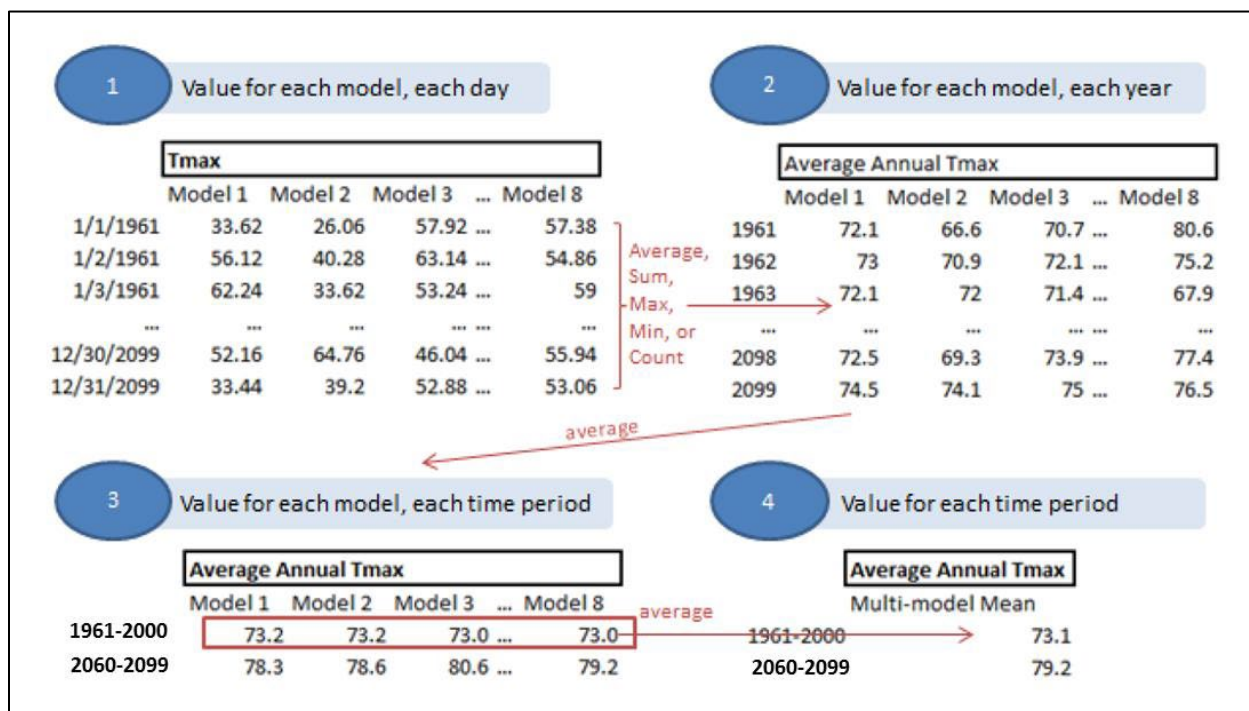 1 Value for each model, each day
Tmax
Model 1 Model 2 Model 3 ... Model 8
1/1/1961 33.62 26.06 57.92 ... 57.38
1/2/1961 56.12 40.28 63.14 ... 54.86
1/3/1961 62.24 33.62 53.24 ... 59
... ... ... ... ... ...
12/30/2099 52.16 64.76 46.04 ... 55.94
12/31/2099 33.44 39.2 52.88 ... 53.06
Average,
Sum,
Max,
Min, or
Count
2 Value for each model, each year
Average Annual Tmax
Model 1 Model 2 Model 3 ... Model 8
1961 72.1 66.6 70.7 ... 80.6
1962 73 70.9 72.1 ... 75.2
1963 72.1 72 71.4 ... 67.9
... ... ... ... ... ...
2098 72.5 69.3 73.9 ... 77.4
2099 74.5 74.1 75 ... 76.5
average
3 Value for each model, each time period
Average Annual Tmax
Model 1 Model 2 Model 3 ... Model 8
1961-2000 73.2 73.2 73.0 ... 73.0
2060-2099 78.3 78.6 80.6 ... 79.2
average
4 Value for each time period
Average Annual Tmax
Multi-model Mean
1961-2000 73.1
2060-2099 79.2